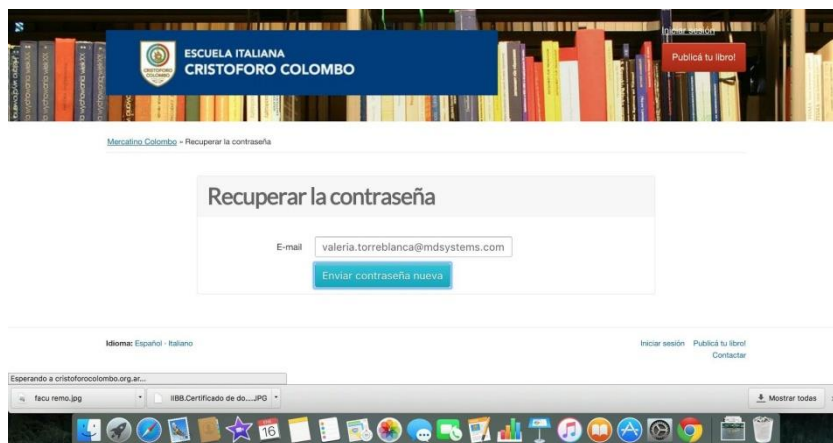 Iniciar sesión
Publicá tu libro!
ESCUELA ITALIANA
CRISTOFORO COLOMBO
Mercatino Colombo » Recuperar la contraseña
Recuperar la contraseña
E-mail valeria.torreblanca@mdsystems.com
Enviar contraseña nueva
Idioma: Español · Italiano
Iniciar sesión Publicá tu libro!
Contactar
Esperando a cristoforocolombo.org.ar...
facu remo.jpg IIBB.Certificado de do....JPG Mostrar todas
16